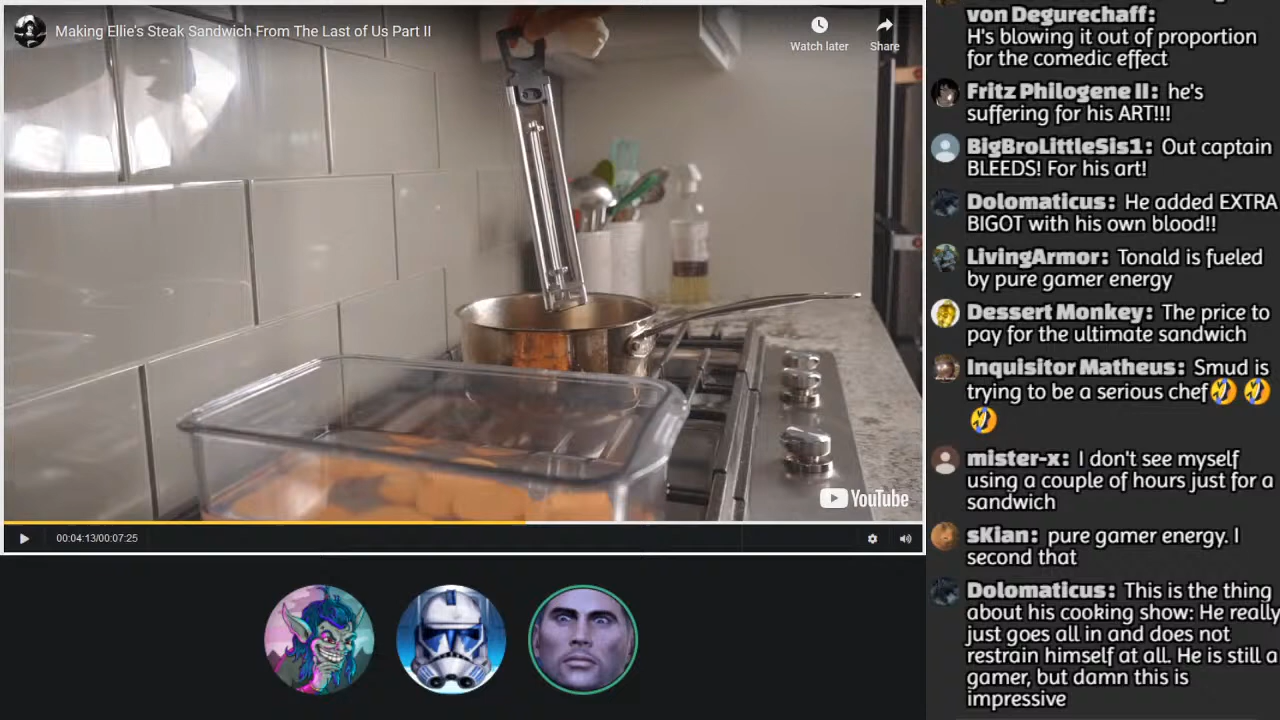 Making Ellie's Steak Sandwich From The Last of Us Part II
Watch later
Share
YouTube
00:04:13/00:07:25
von Degurechaff:
H's blowing it out of proportion
for the comedic effect
Fritz Philogene II: he's
suffering for his ART!!!
BigBroLittleSis1: Out captain
BLEEDS! For his art!
Dolomaticus: He added EXTRA
BIGOT with his own blood!!
LivingArmor: Tonald is fueled
by pure gamer energy
Dessert Monkey: The price to
pay for the ultimate sandwich
Inquisitor Matheus: Smud is
trying to be a serious chef🤣🤣
🤣
mister-x: I don't see myself
using a couple of hours just for a
sandwich
sKian: pure gamer energy. I
second that
Dolomaticus: This is the thing
about his cooking show: He really
just goes all in and does not
restrain himself at all. He is still a
gamer, but damn this is
impressive